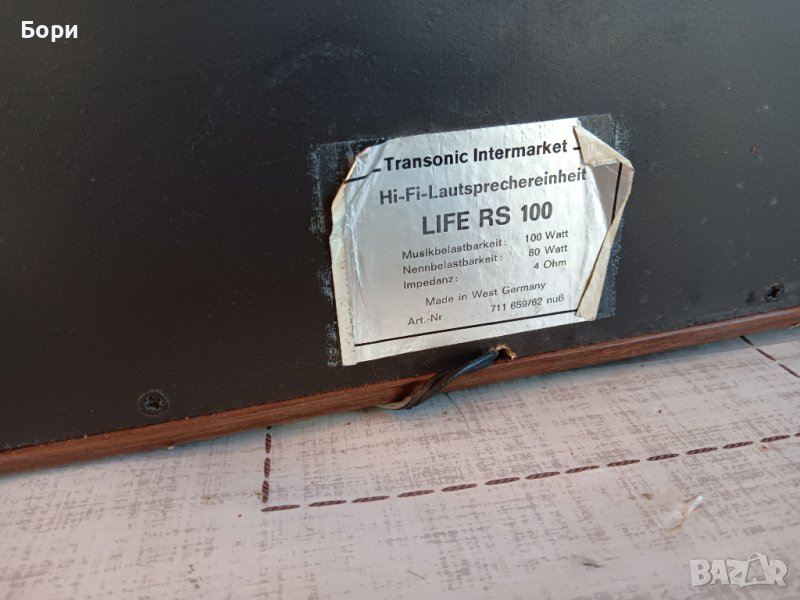 Бори
Transonic Intermarket
Hi-Fi-Lautsprechereinheit
LIFE RS 100
Musikbelastbarkeit: 100 Watt
Nennbelastbarkeit: 80 Watt
Impedanz: 4 Ohm
Made in West Germany
Art.-Nr. 711 659/62 nuß
BAZAR